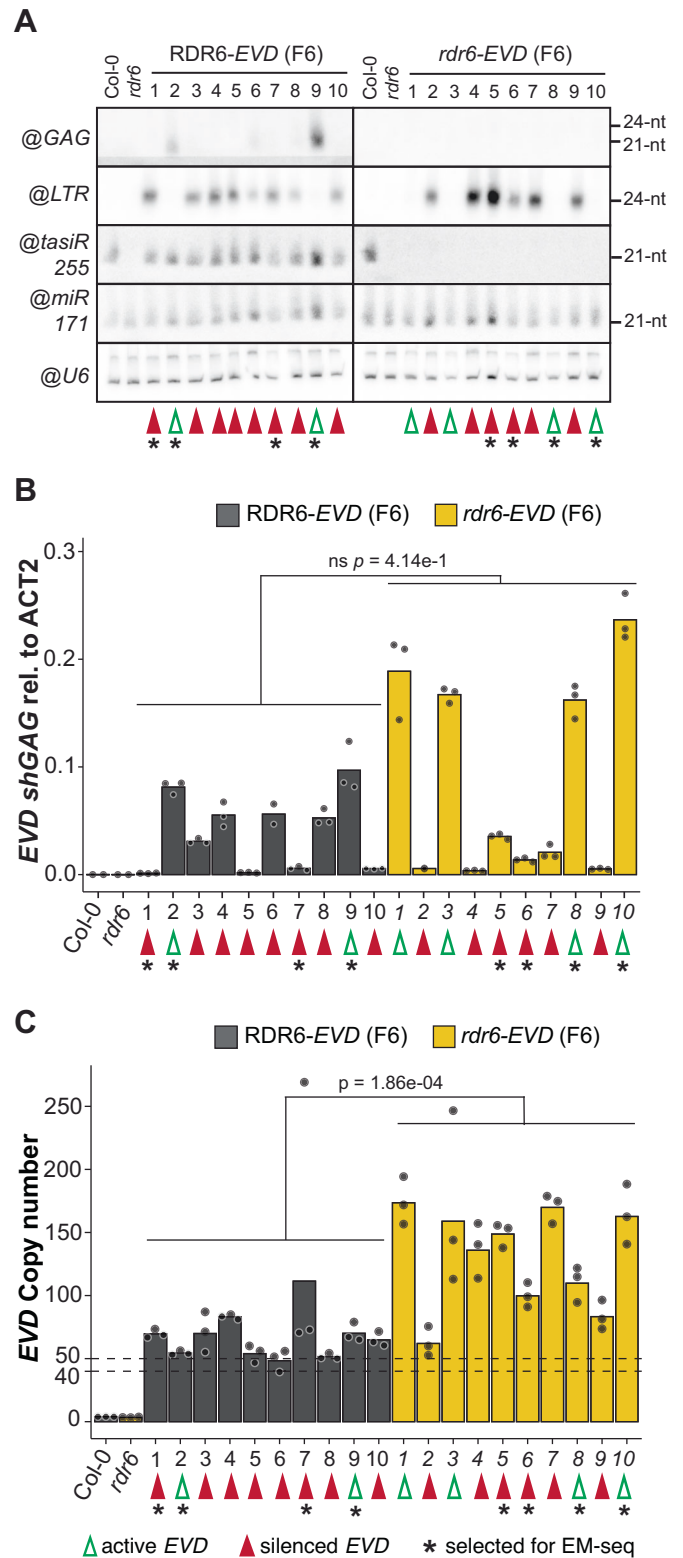 A
RDR6-EVD (F6) rdr6-EVD (F6)
Col-0 rdr6 1 2 3 4 5 6 7 8 9 10 Col-0 rdr6 1 2 3 4 5 6 7 8 9 10
@GAG
24-nt
21-nt
@LTR
24-nt
@tasiR
255
21-nt
@miR
171
21-nt
@U6
* * * * * * * *
B
RDR6-EVD (F6) rdr6-EVD (F6)
EVD shGAG rel. to ACT2
ns p = 4.14e-1
0.3
0.2
0.1
0.0
Col-0 rdr6 1 2 3 4 5 6 7 8 9 10 1 2 3 4 5 6 7 8 9 10
* * * * * * * *
C
RDR6-EVD (F6) rdr6-EVD (F6)
EVD Copy number
p = 1.86e-04
250
200
150
100
50
40
0
Col-0 rdr6 1 2 3 4 5 6 7 8 9 10 1 2 3 4 5 6 7 8 9 10
* * * * * * * *
active EVD silenced EVD * selected for EM-seq